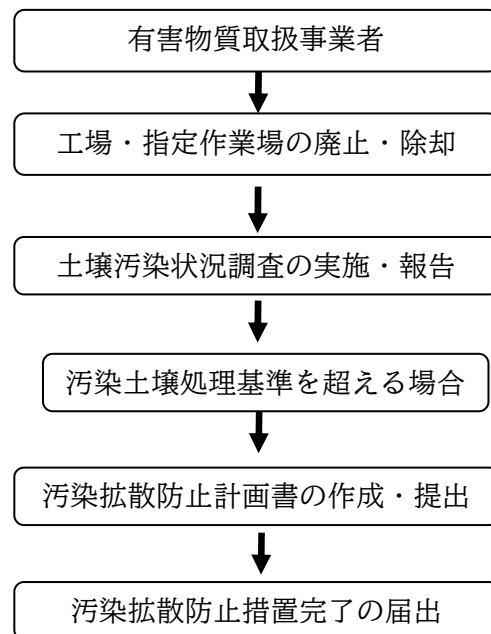 有害物質取扱事業者
工場・指定作業場の廃止・除却
土壌汚染状況調査の実施・報告
汚染土壌処理基準を超える場合
汚染拡散防止計画書の作成・提出
汚染拡散防止措置完了の届出